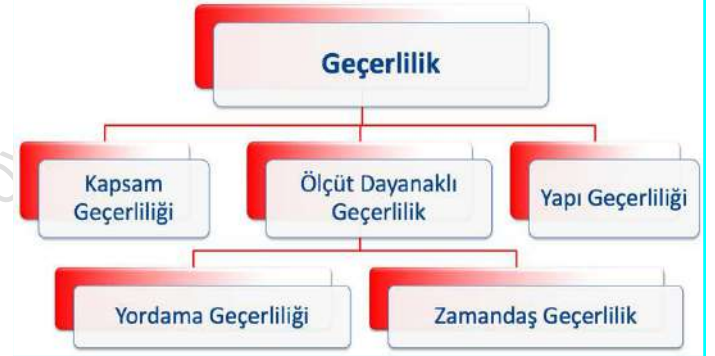 Geçerlilik
Kapsam
Geçerliliği
Ölçüt Dayanaklı
Geçerlilik
Yapı Geçerliliği
Yordama Geçerliliği
Zamandaş Geçerlilik